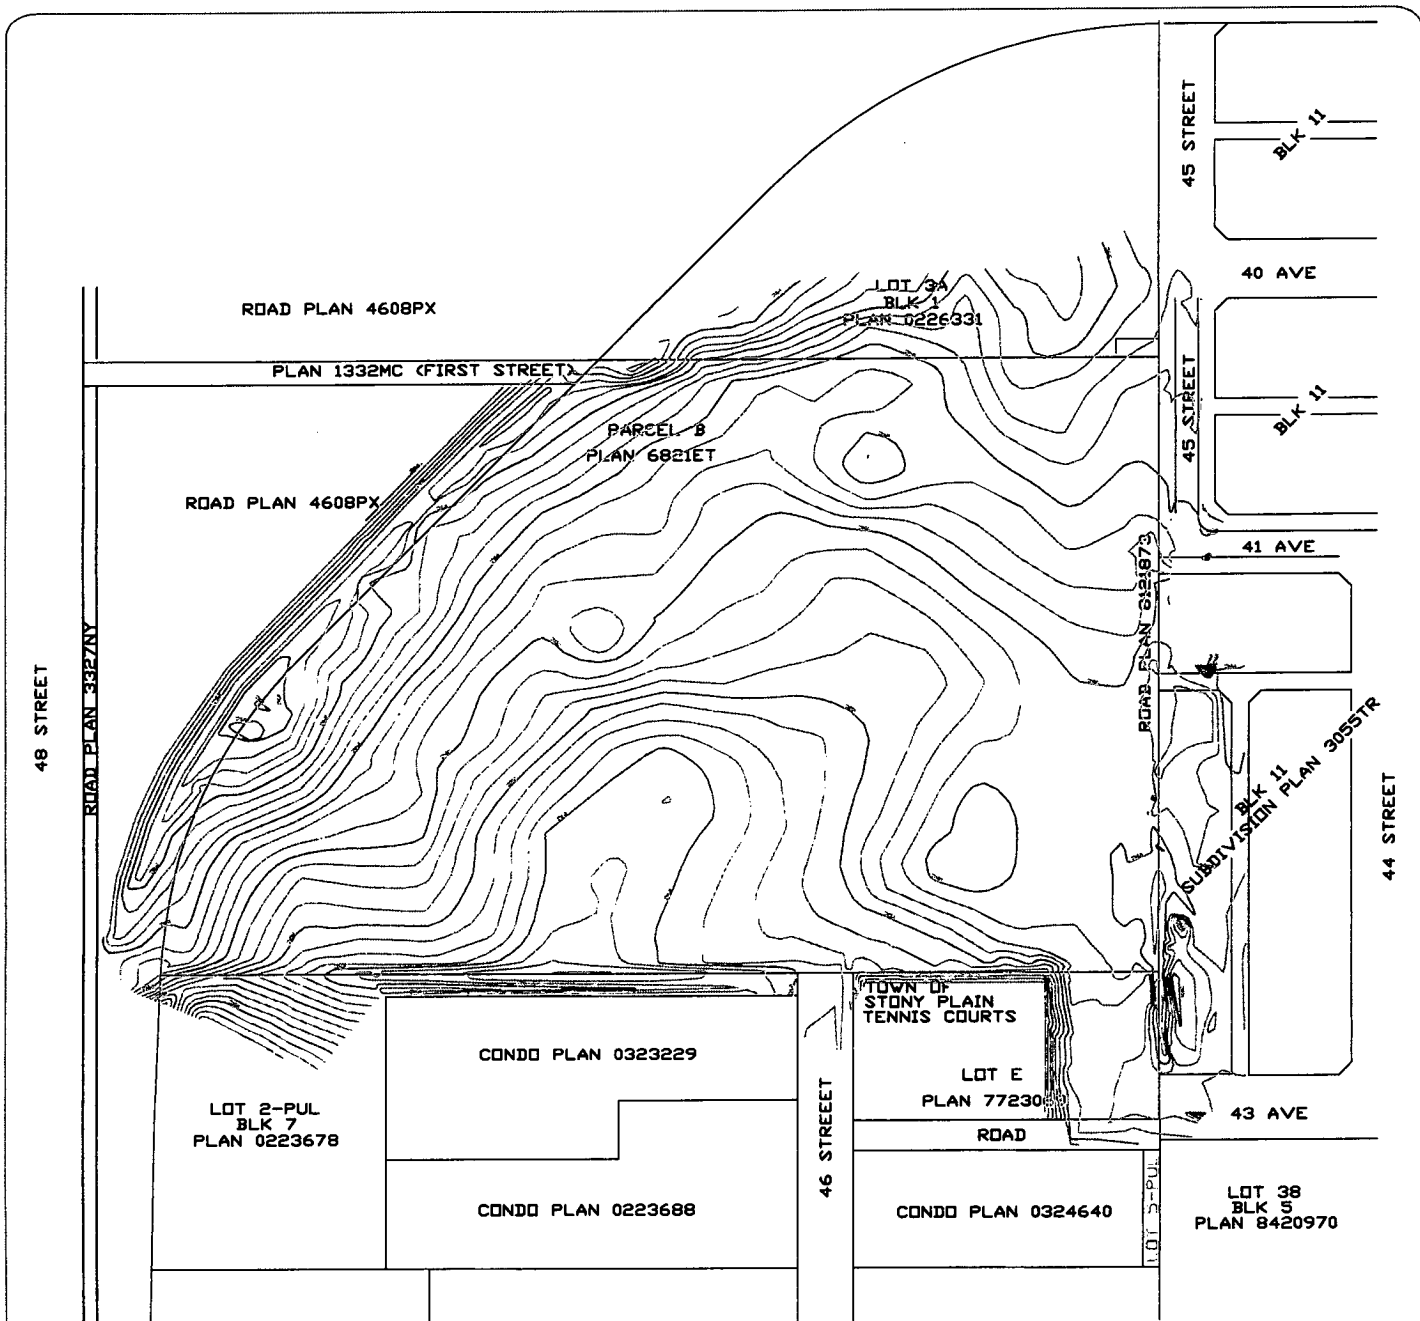 45 STREET
BLK 11
40 AVE
LOT 3A
BLK 1
PLAN 0226331
ROAD PLAN 4608PX
PLAN 1332MC (FIRST STREET)
45 STREET
BLK 11
PARCEL B
PLAN 6821ET
ROAD PLAN 4608PX
41 AVE
ROAD PLAN 8121873
48 STREET
ROAD PLAN 3327NY
BLK 11
SUBDIVISION PLAN 3055TR
44 STREET
TOWN OF
STONY PLAIN
TENNIS COURTS
CONDO PLAN 0323229
LOT E
PLAN
LOT 2-PUL
BLK 7
PLAN 0223678
43 AVE
ROAD
46 STREEET
CONDO PLAN 0223688
CONDO PLAN 0324640
LOT
LOT 38
BLK 5
PLAN 8420970